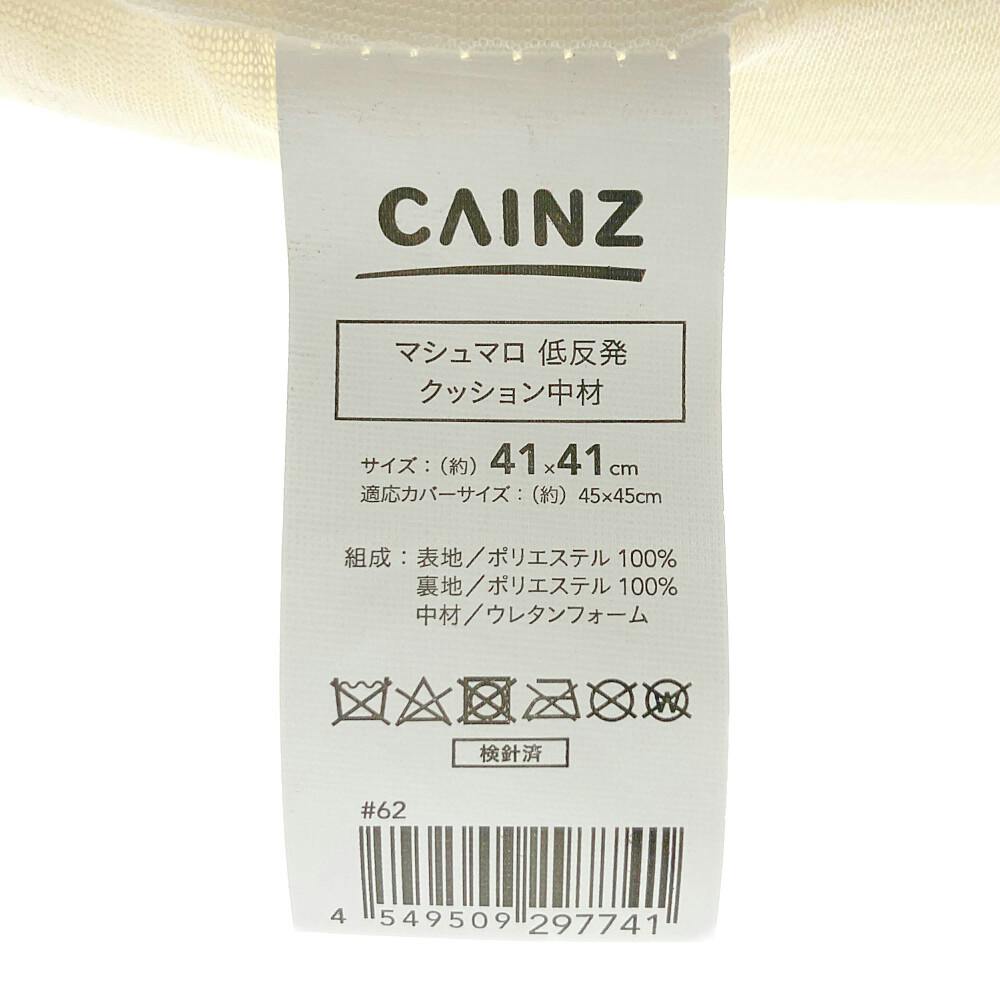 CAINZ
マシュマロ 低反発
クッション中材
サイズ：（約）41×41cm
適応カバーサイズ：（約）45×45cm
組成：表地／ポリエステル 100%
裏地／ポリエステル 100%
中材／ウレタンフォーム
W
検針済
#62
4 549509 297741